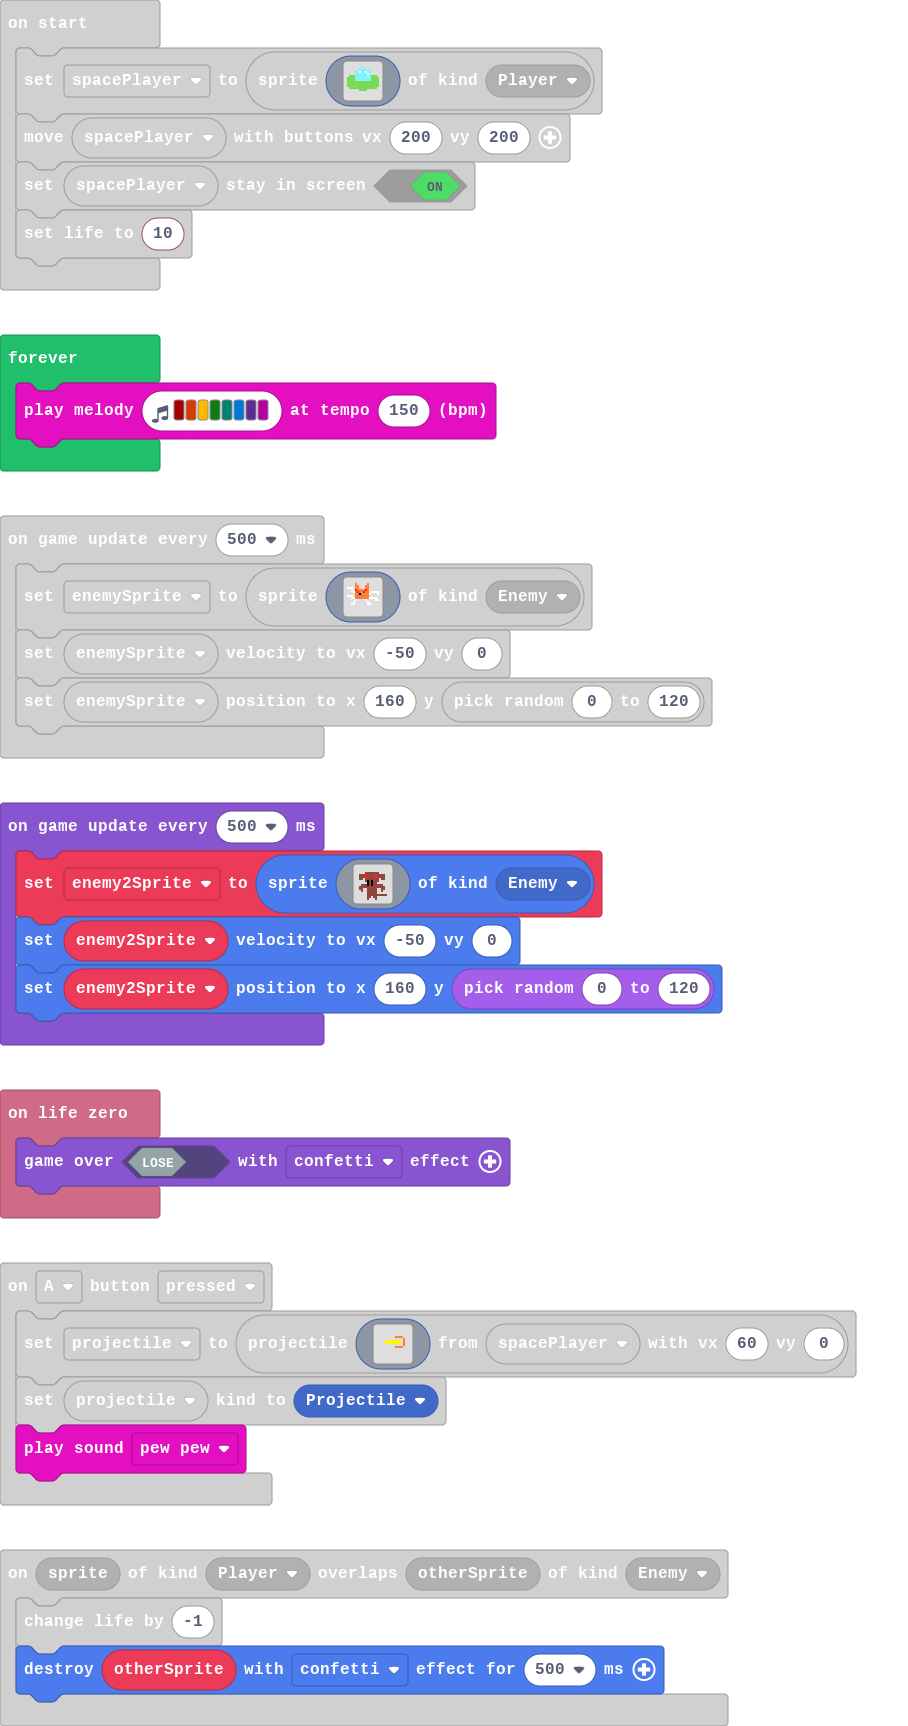 on start
set spacePlayer to sprite of kind Player
move spacePlayer with buttons vx 200 vy 200
set spacePlayer stay in screen ON
set life to 10
forever
play melody at tempo 150 (bpm)
on game update every 500 ms
set enemySprite to sprite of kind Enemy
set enemySprite velocity to vx -50 vy 0
set enemySprite position to x 160 y pick random 0 to 120
on game update every 500 ms
set enemy2Sprite to sprite of kind Enemy
set enemy2Sprite velocity to vx -50 vy 0
set enemy2Sprite position to x 160 y pick random 0 to 120
on life zero
game over LOSE with confetti effect
on A button pressed
set projectile to projectile from spacePlayer with vx 60 vy 0
set projectile kind to Projectile
play sound pew pew
on sprite of kind Player overlaps otherSprite of kind Enemy
change life by -1
destroy otherSprite with confetti effect for 500 ms